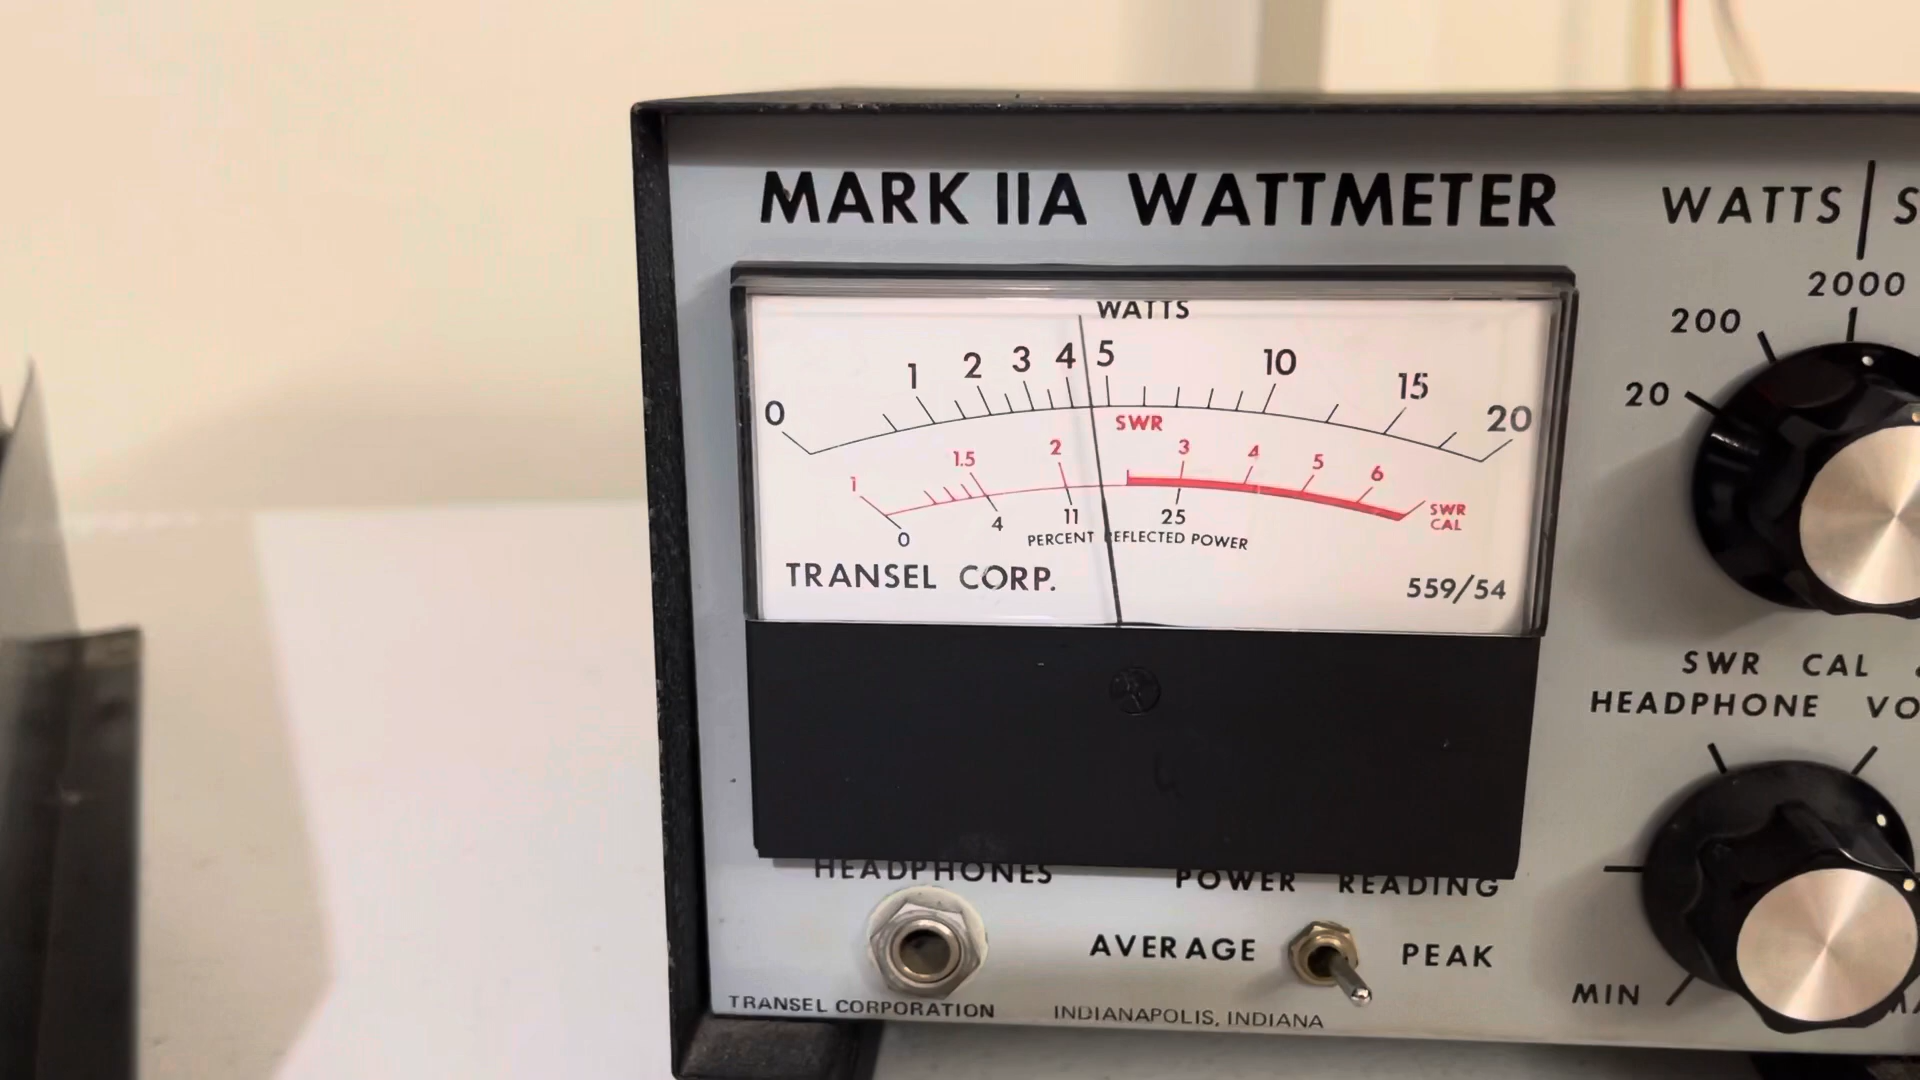 MARK IIA WATTMETER
WATTS
0 1 2 3 4 5 10 15 20
SWR
1 1.5 2 3 4 5 6 SWR CAL
0 4 11 25
PERCENT REFLECTED POWER
TRANSEL CORP. 559/54
HEADPHONES
POWER READING
AVERAGE PEAK
TRANSEL CORPORATION INDIANAPOLIS, INDIANA
WATTS S
20 200 2000
SWR CAL
HEADPHONE VO
MIN